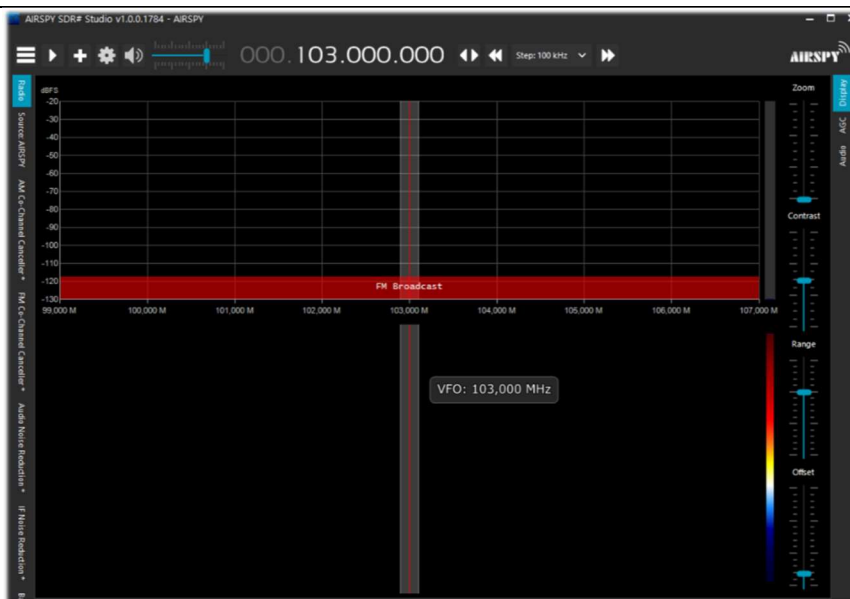 AIRSPY SDR# Studio v1.0.0.1784 - AIRSPY
000.103.000.000
Step: 100 kHz
AIRSPY
Radio
Source: AIRSPY
AM Co-Channel Canceller *
FM Co-Channel Canceller *
Audio Noise Reduction *
IF Noise Reduction *
dBFS
-20
-30
-40
-50
-60
-70
-80
-90
-100
-110
-120
-130
FM Broadcast
99,000 M 100,000 M 101,000 M 102,000 M 103,000 M 104,000 M 105,000 M 106,000 M 107,000 M
VFO: 103,000 MHz
Zoom
Contrast
Range
Offset
Display
AGC
Audio